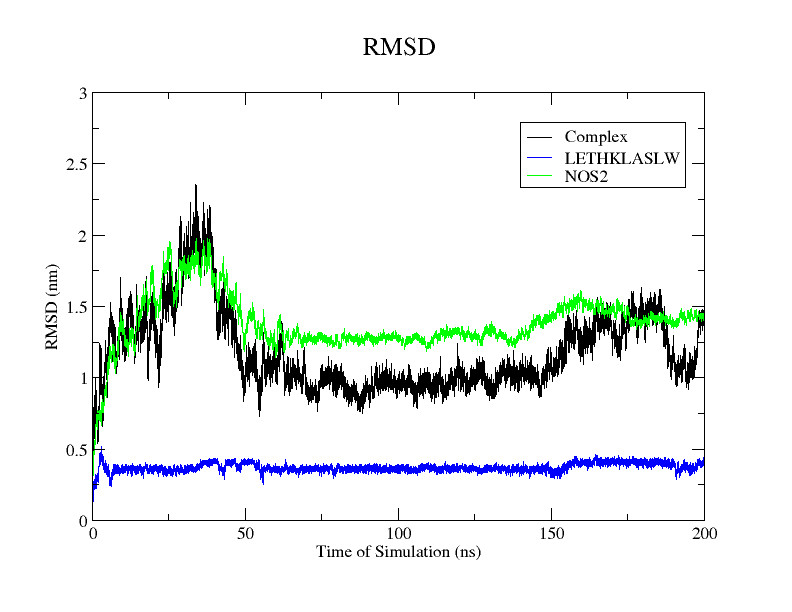 RMSD
3
2.5
2
1.5
1
0.5
0
RMSD (nm)
Complex
LETHKLASLW
NOS2
0 50 100 150 200
Time of Simulation (ns)